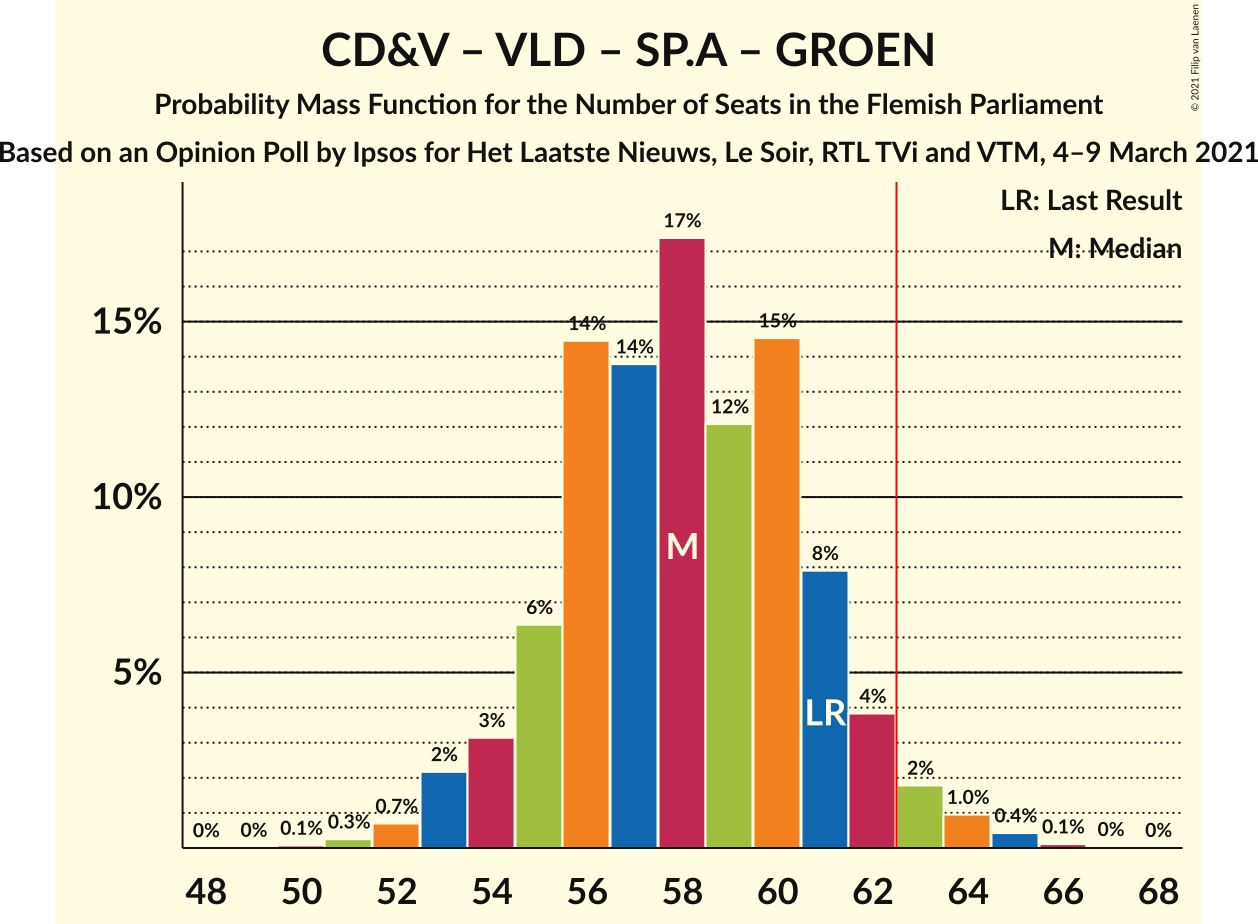 CD&V – VLD – SP.A – GROEN
Probability Mass Function for the Number of Seats in the Flemish Parliament
Based on an Opinion Poll by Ipsos for Het Laatste Nieuws, Le Soir, RTL TVi and VTM, 4–9 March 2021
© 2021 Filip van Laenen
LR: Last Result
M: Median
17%
15%
14%
15%
14%
12%
10%
M
8%
6%
5%
4%
LR
3%
2%
2%
1.0%
0.7%
0.4%
0.3%
0% 0% 0.1% 0.1% 0% 0%
48 50 52 54 56 58 60 62 64 66 68